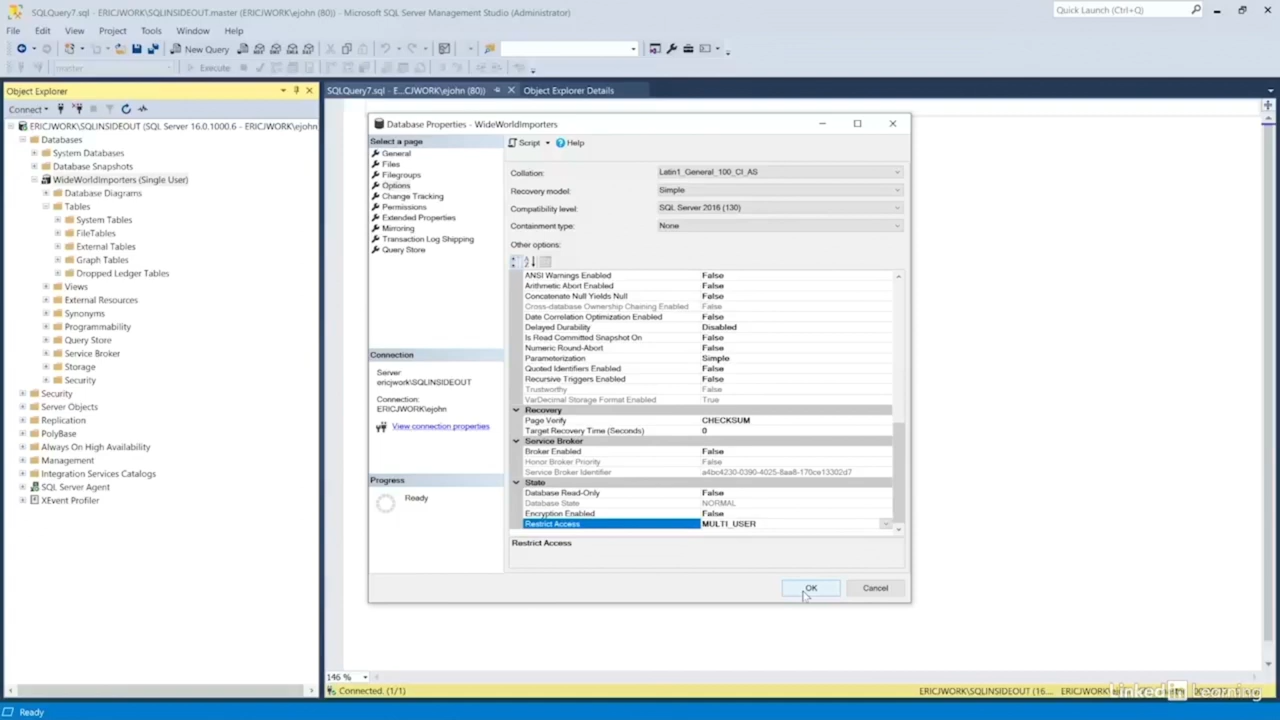 SQLQuery7.sql - ERICJWORK\SQLINSIDEOUT.master (ERICJWORK\ejohn (80))* - Microsoft SQL Server Management Studio (Administrator)
Quick Launch (Ctrl+Q)
File Edit View Project Tools Window Help
New Query
master
Execute
Object Explorer
SQLQuery7.sql - E...CJWORK\ejohn (80))
Object Explorer Details
Connect
ERICJWORK\SQLINSIDEOUT (SQL Server 16.0.1000.6 - ERICJWORK\ejohn
Databases
System Databases
Database Snapshots
WideWorldImporters (Single User)
Database Diagrams
Tables
System Tables
FileTables
External Tables
Graph Tables
Dropped Ledger Tables
Views
External Resources
Synonyms
Programmability
Query Store
Service Broker
Storage
Security
Security
Server Objects
Replication
PolyBase
Always On High Availability
Management
Integration Services Catalogs
SQL Server Agent
XEvent Profiler
Database Properties - WideWorldImporters
Select a page
General
Files
Filegroups
Options
Change Tracking
Permissions
Extended Properties
Mirroring
Transaction Log Shipping
Query Store
Connection
Server
ericjwork\SQLINSIDEOUT
Connection:
ERICJWORK\ejohn
View connection properties
Progress
Ready
Script Help
Collation: Latin1_General_100_CI_AS
Recovery model: Simple
Compatibility level: SQL Server 2016 (130)
Containment type: None
Other options:
ANSI Warnings Enabled False
Arithmetic Abort Enabled False
Concatenate Null Yields Null False
Cross-database Ownership Chaining Enabled False
Date Correlation Optimization Enabled False
Delayed Durability Disabled
Is Read Committed Snapshot On False
Numeric Round-Abort False
Parameterization Simple
Quoted Identifiers Enabled False
Recursive Triggers Enabled False
Trustworthy False
VarDecimal Storage Format Enabled True
Recovery
Page Verify CHECKSUM
Target Recovery Time (Seconds) 0
Service Broker
Broker Enabled False
Honor Broker Priority False
Service Broker Identifier a4bc4230-0390-4025-8aa8-170ce13302d7
State
Database Read-Only False
Database State NORMAL
Encryption Enabled False
Restrict Access MULTI_USER
Restrict Access
OK Cancel
146 %
Connected. (1/1)
ERICJWORK\SQLINSIDEOUT (16....
LinkedIn Learning
Ready